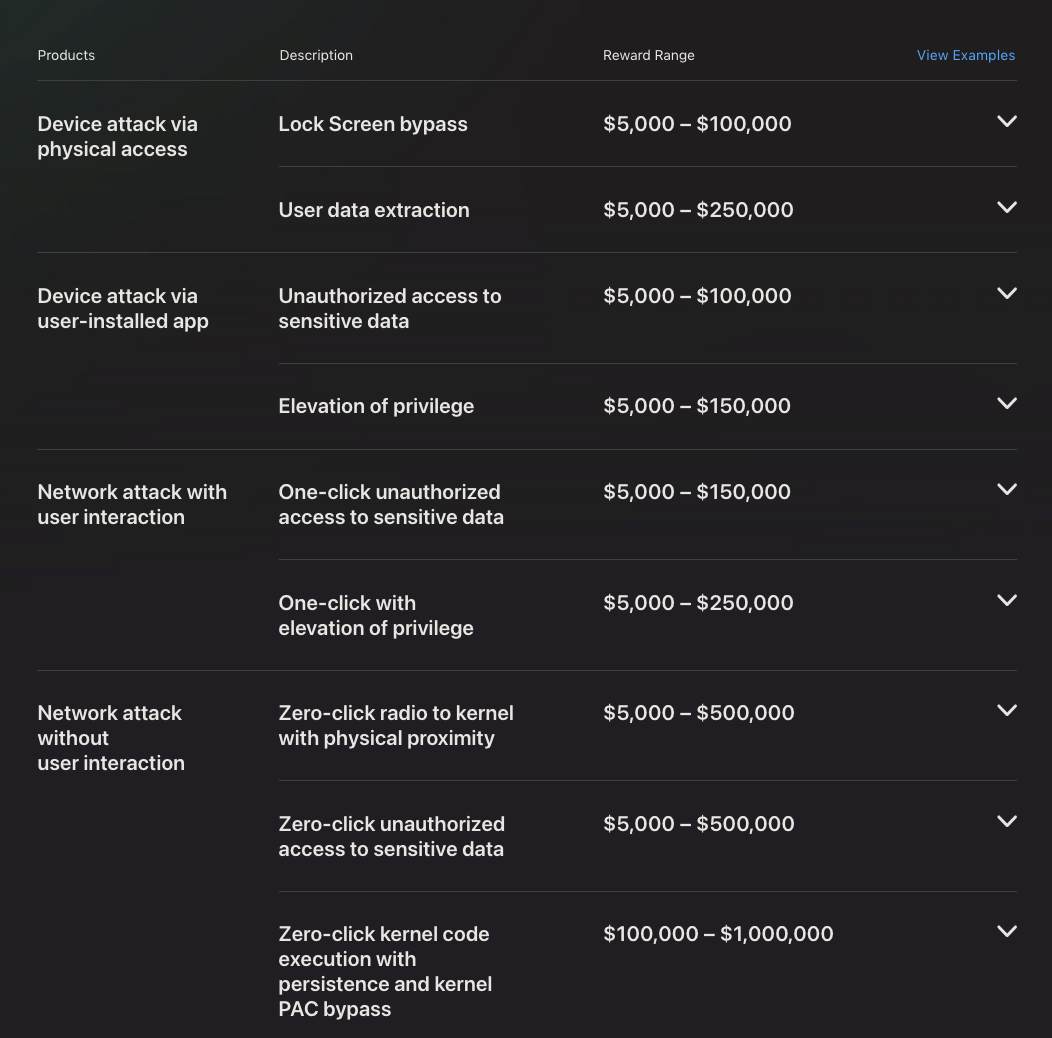 Products Description Reward Range View Examples
Device attack via Lock Screen bypass $5,000 – $100,000
physical access
User data extraction $5,000 – $250,000
Device attack via Unauthorized access to $5,000 – $100,000
user-installed app sensitive data
Elevation of privilege $5,000 – $150,000
Network attack with One-click unauthorized $5,000 – $150,000
user interaction access to sensitive data
One-click with $5,000 – $250,000
elevation of privilege
Network attack Zero-click radio to kernel $5,000 – $500,000
without with physical proximity
user interaction
Zero-click unauthorized $5,000 – $500,000
access to sensitive data
Zero-click kernel code $100,000 – $1,000,000
execution with
persistence and kernel
PAC bypass